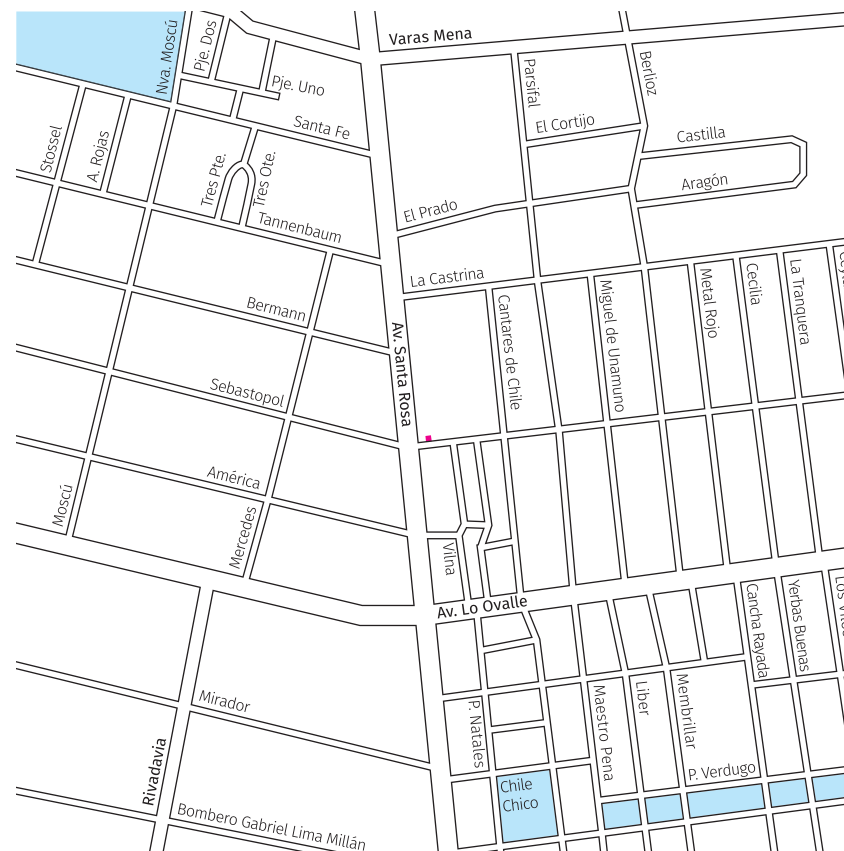 Varas Mena
Nva. Moscú
Pje. Dos
Pje. Uno
Parsifal
Berlioz
Stossel
A. Rojas
Santa Fe
El Cortijo
Castilla
Tres Pte.
Tres Ote.
Aragón
El Prado
Tannenbaum
La Castrina
Bermann
Cantares de Chile
Miguel de Unamuno
Metal Rojo
Cecilia
La Tranquera
Av. Santa Rosa
Sebastopol
América
Moscú
Mercedes
Vilna
Av. Lo Ovalle
Cancha Rayada
Yerbas Buenas
Mirador
P. Natales
Maestro Pena
Liber
Membrillar
Rivadavia
P. Verdugo
Chile
Chico
Bombero Gabriel Lima Millán